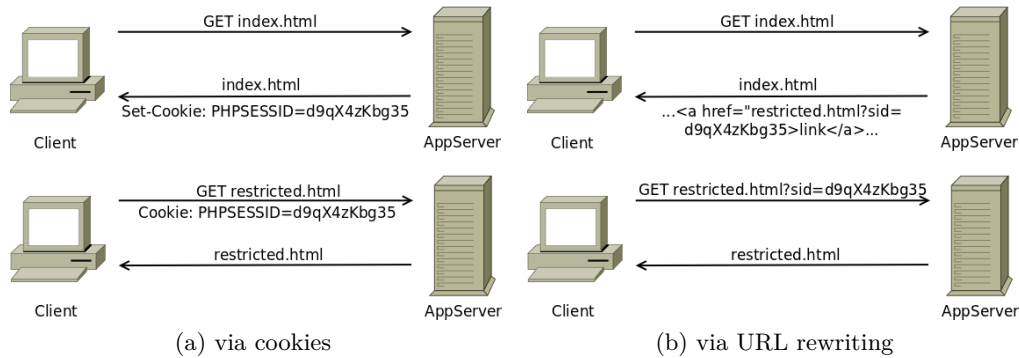 GET index.html
index.html
Set-Cookie: PHPSESSID=d9qX4zKbg35
Client
AppServer
GET restricted.html
Cookie: PHPSESSID=d9qX4zKbg35
restricted.html
Client
AppServer
(a) via cookies
GET index.html
index.html
...<a href="restricted.html?sid=
d9qX4zKbg35>link</a>...
Client
AppServer
GET restricted.html?sid=d9qX4zKbg35
restricted.html
Client
AppServer
(b) via URL rewriting